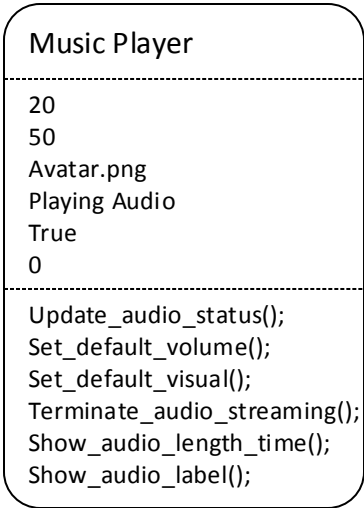 Music Player
20
50
Avatar.png
Playing Audio
True
0
Update_audio_status();
Set_default_volume();
Set_default_visual();
Terminate_audio_streaming();
Show_audio_length_time();
Show_audio_label();